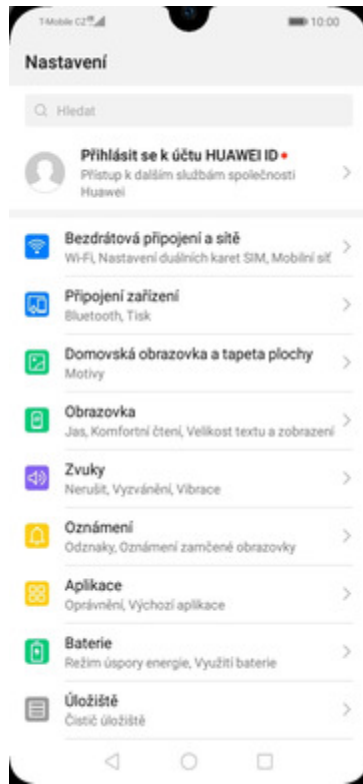 T-Mobile CZ
10:00
Nastavení
Hledat
Přihlásit se k účtu HUAWEI ID
Přístup k dalším službám společnosti
Huawei
Bezdrátová připojení a sítě
Wi-Fi, Nastavení duálních karet SIM, Mobilní síť
Připojení zařízení
Bluetooth, Tisk
Domovská obrazovka a tapeta plochy
Motivy
Obrazovka
Jas, Komfortní čtení, Velikost textu a zobrazení
Zvuky
Nerušit, Vyzvánění, Vibrace
Oznámení
Odznaky, Oznámení zamčené obrazovky
Aplikace
Oprávnění, Výchozí aplikace
Baterie
Režim úspory energie, Využití baterie
Úložiště
Čistič úložiště